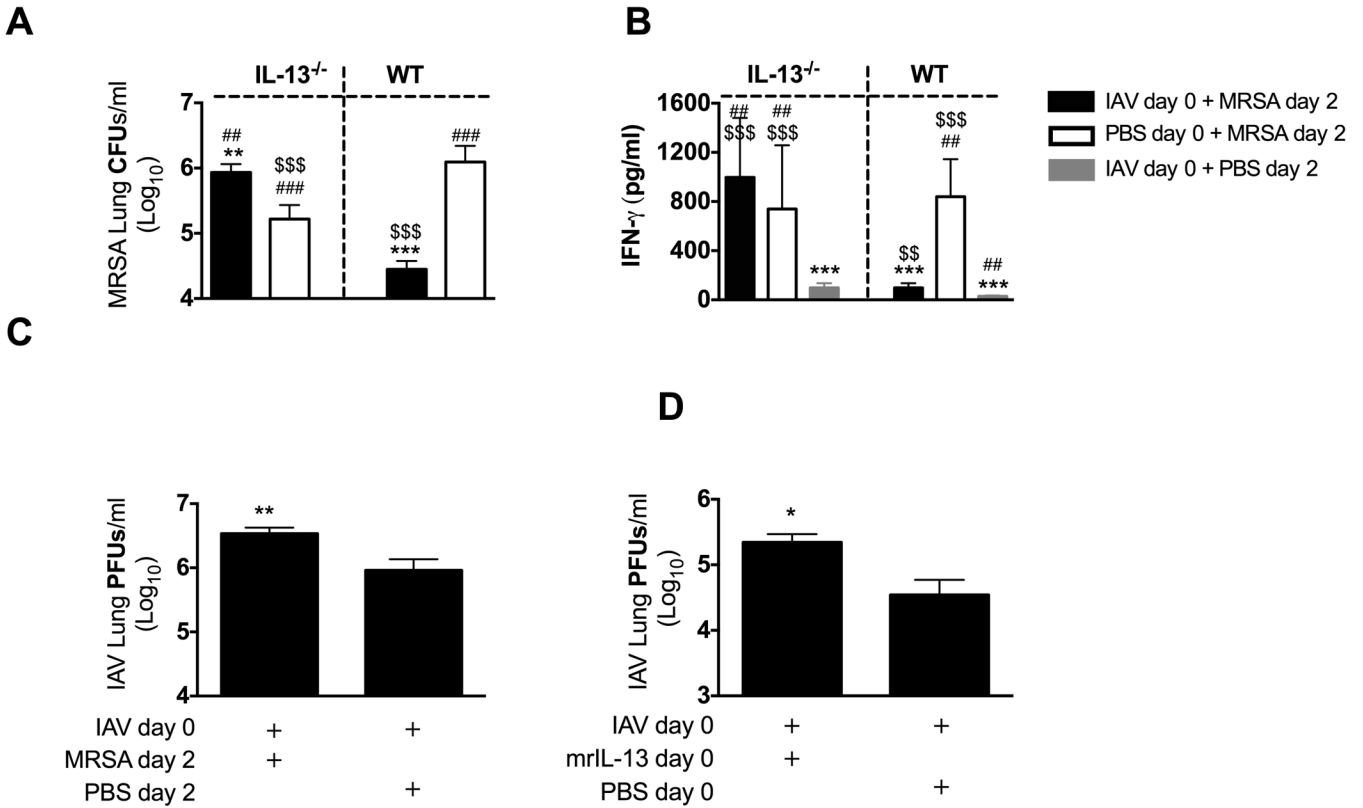 A
IL-13-/- WT
MRSA Lung CFUs/ml
(Log10)
7
6
5
4
##
**
$$$
###
$$$
***
###
B
IL-13-/- WT
IFN-γ (pg/ml)
1600
1200
800
400
0
##
$$$
##
$$$
***
$$
***
$$$
##
##
***
IAV day 0 + MRSA day 2
PBS day 0 + MRSA day 2
IAV day 0 + PBS day 2
C
IAV Lung PFUs/ml
(Log10)
7
6
5
4
**
IAV day 0 + +
MRSA day 2 +
PBS day 2 +
D
IAV Lung PFUs/ml
(Log10)
6
5
4
3
*
IAV day 0 + +
mrIL-13 day 0 +
PBS day 0 +